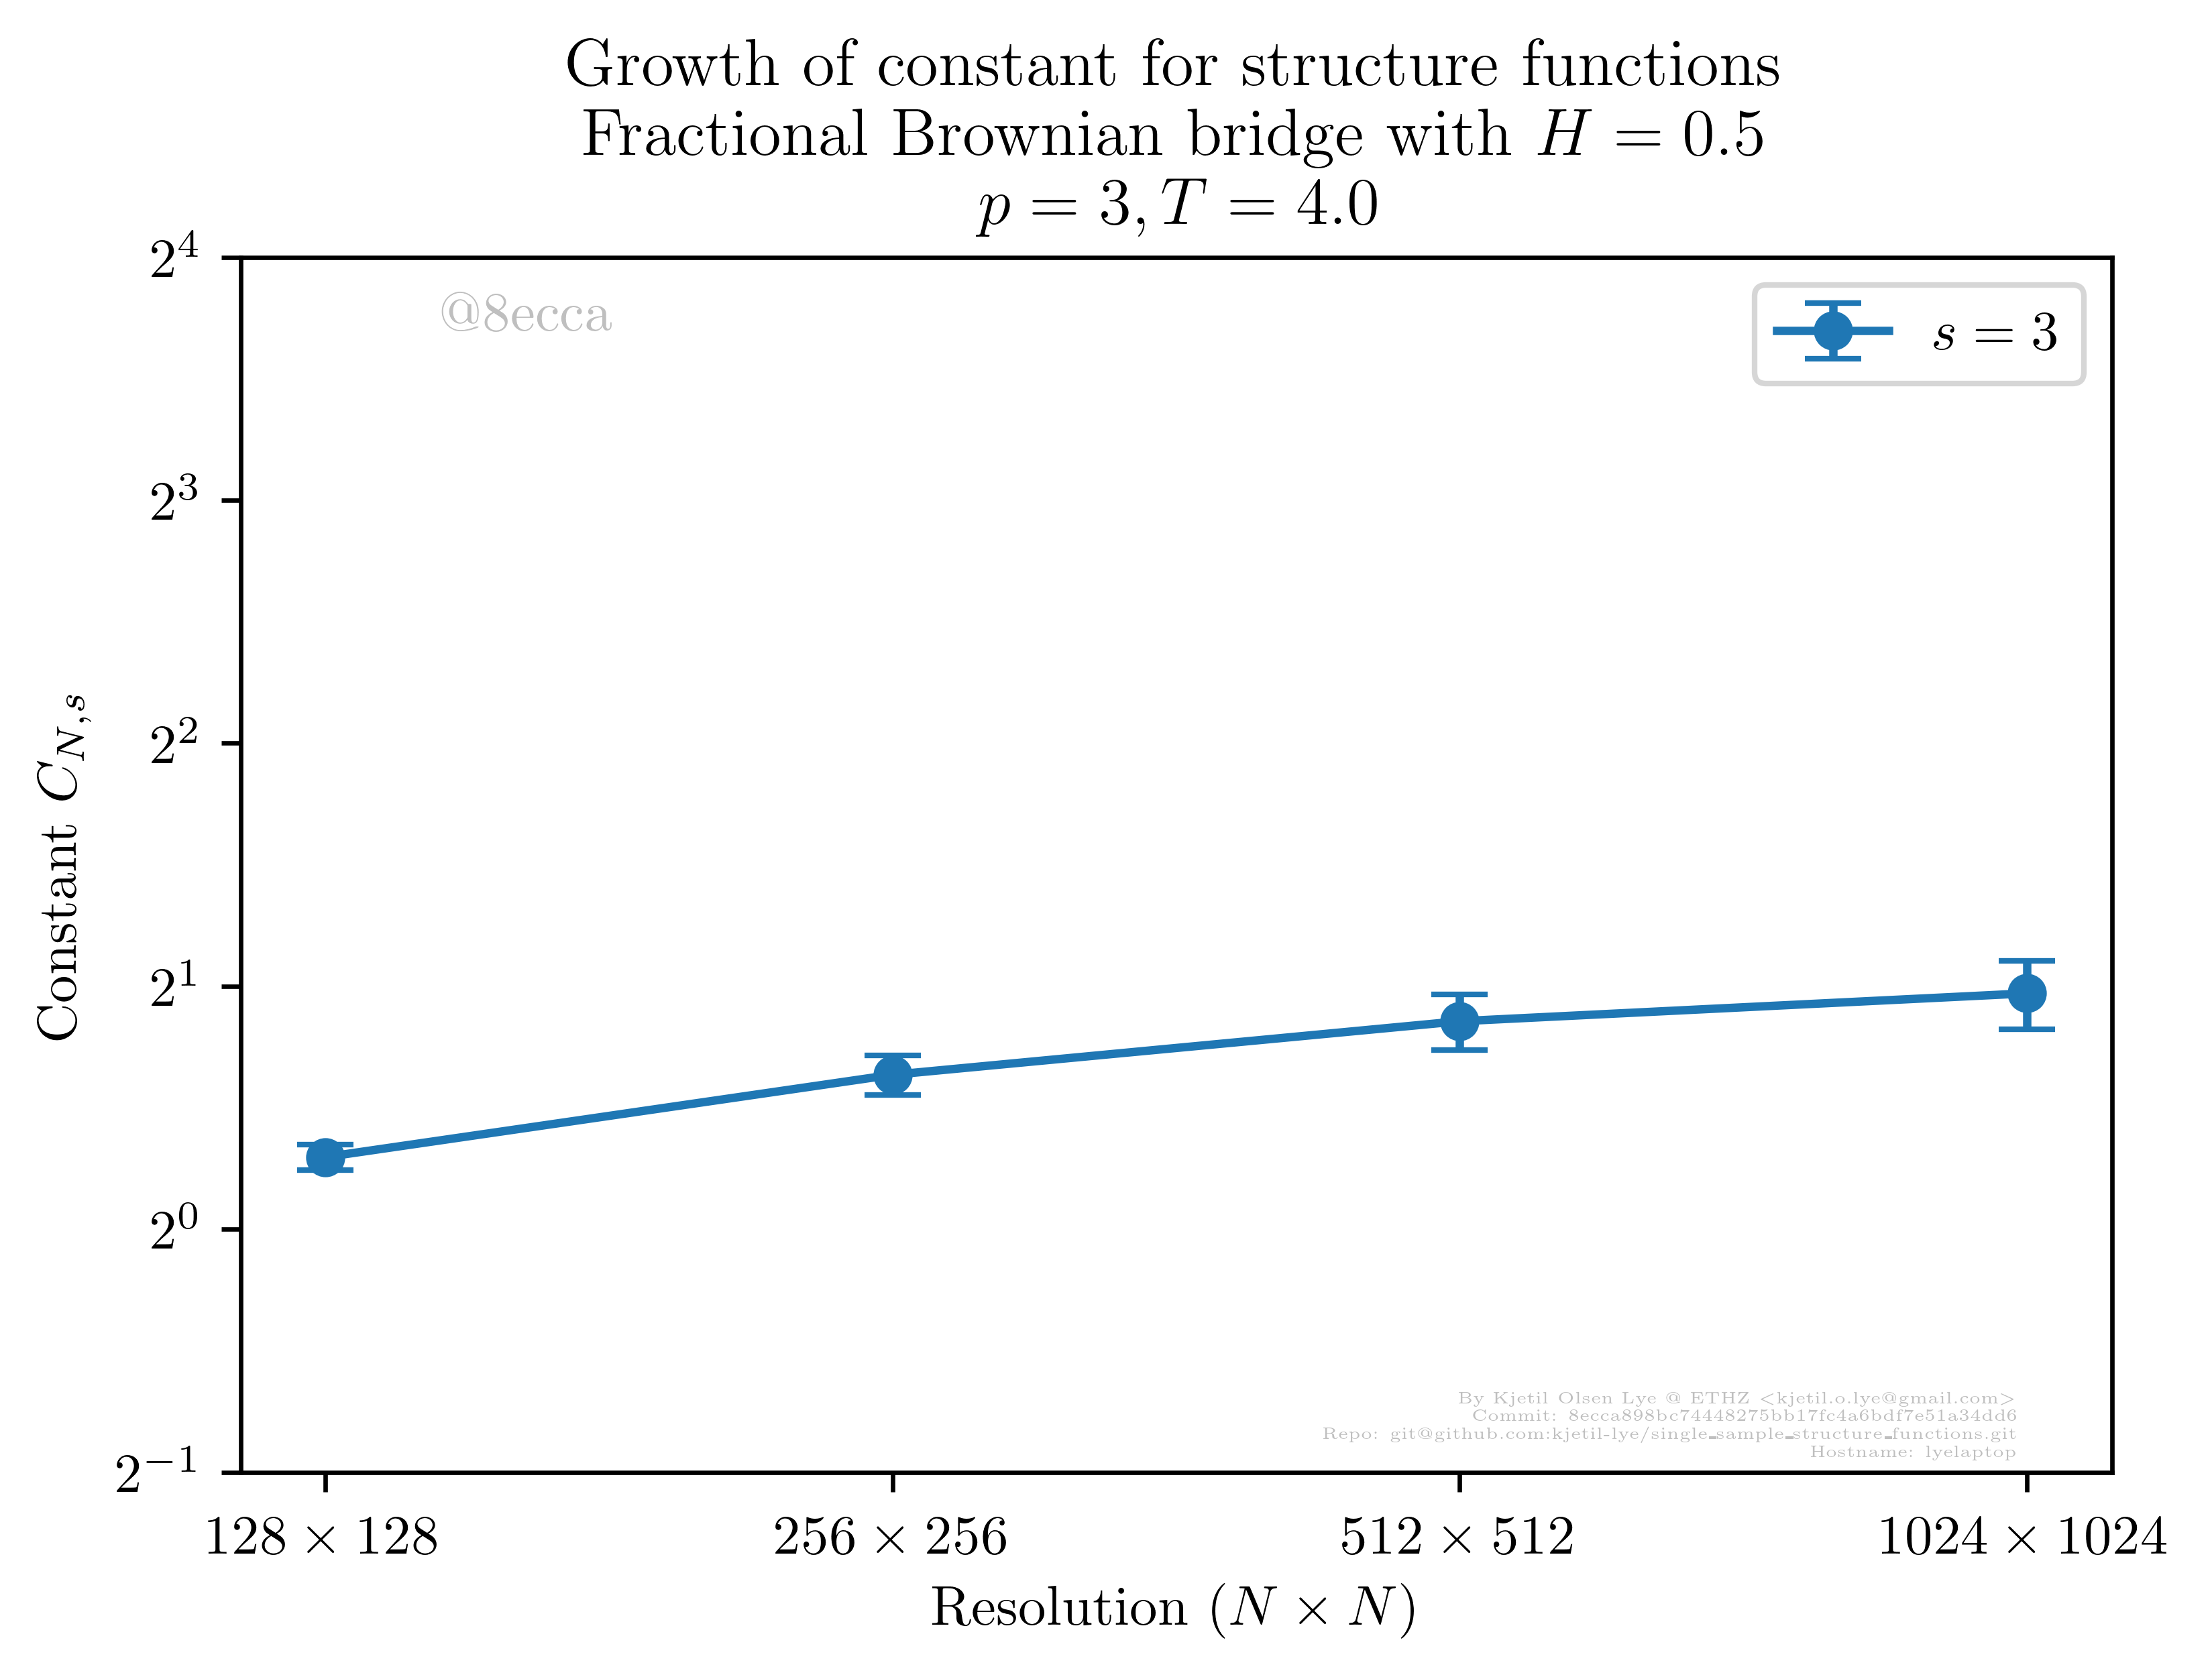 Growth of constant for structure functions
Fractional Brownian bridge with H = 0.5
p = 3, T = 4.0
@8ecca
s = 3
Constant C_{N,s}
2^4
2^3
2^2
2^1
2^0
2^{-1}
By Kjetil Olsen Lye @ ETHZ <kjetil.o.lye@gmail.com>
Commit: 8ecca898bc74448275bb17fc4a6bdf7e51a34dd6
Repo: git@github.com:kjetil-lye/single_sample_structure_functions.git
Hostname: lyelaptop
128 × 128 256 × 256 512 × 512 1024 × 1024
Resolution (N × N)